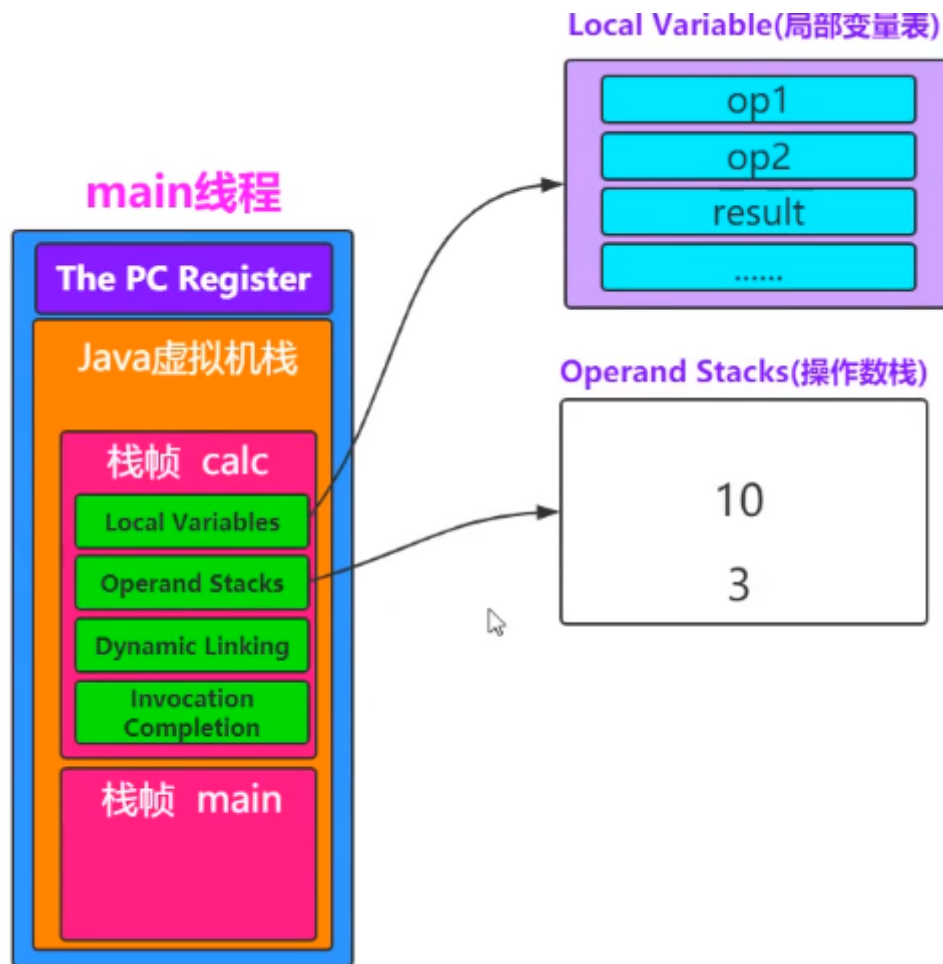 Local Variable(局部变量表)
op1
op2
result
......
main线程
The PC Register
Java虚拟机栈
栈帧 calc
Local Variables
Operand Stacks
Dynamic Linking
Invocation
Completion
栈帧 main
Operand Stacks(操作数栈)
10
3